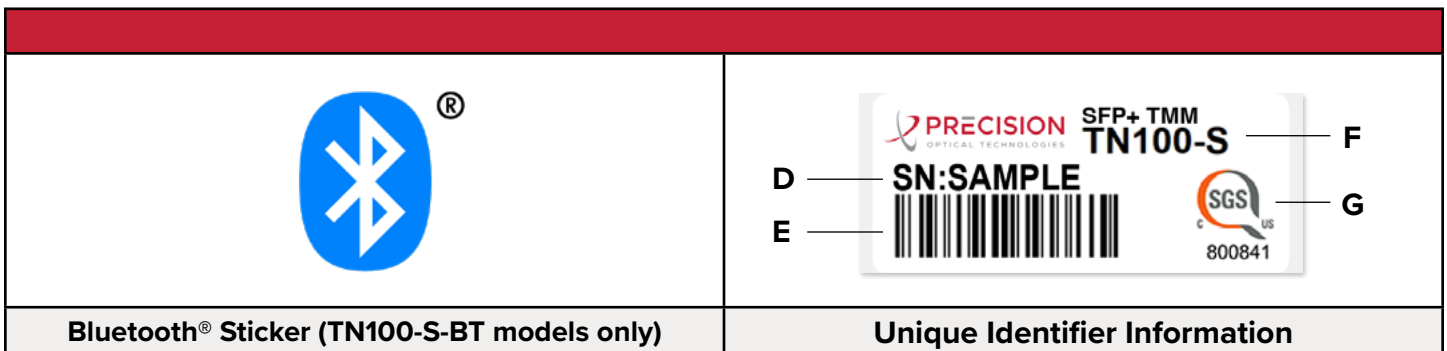 ®
PRECISION
OPTICAL TECHNOLOGIES
SFP+ TMM
TN100-S
F
D
SN:SAMPLE
E
SGS
C US
G
800841
Bluetooth® Sticker (TN100-S-BT models only)
Unique Identifier Information